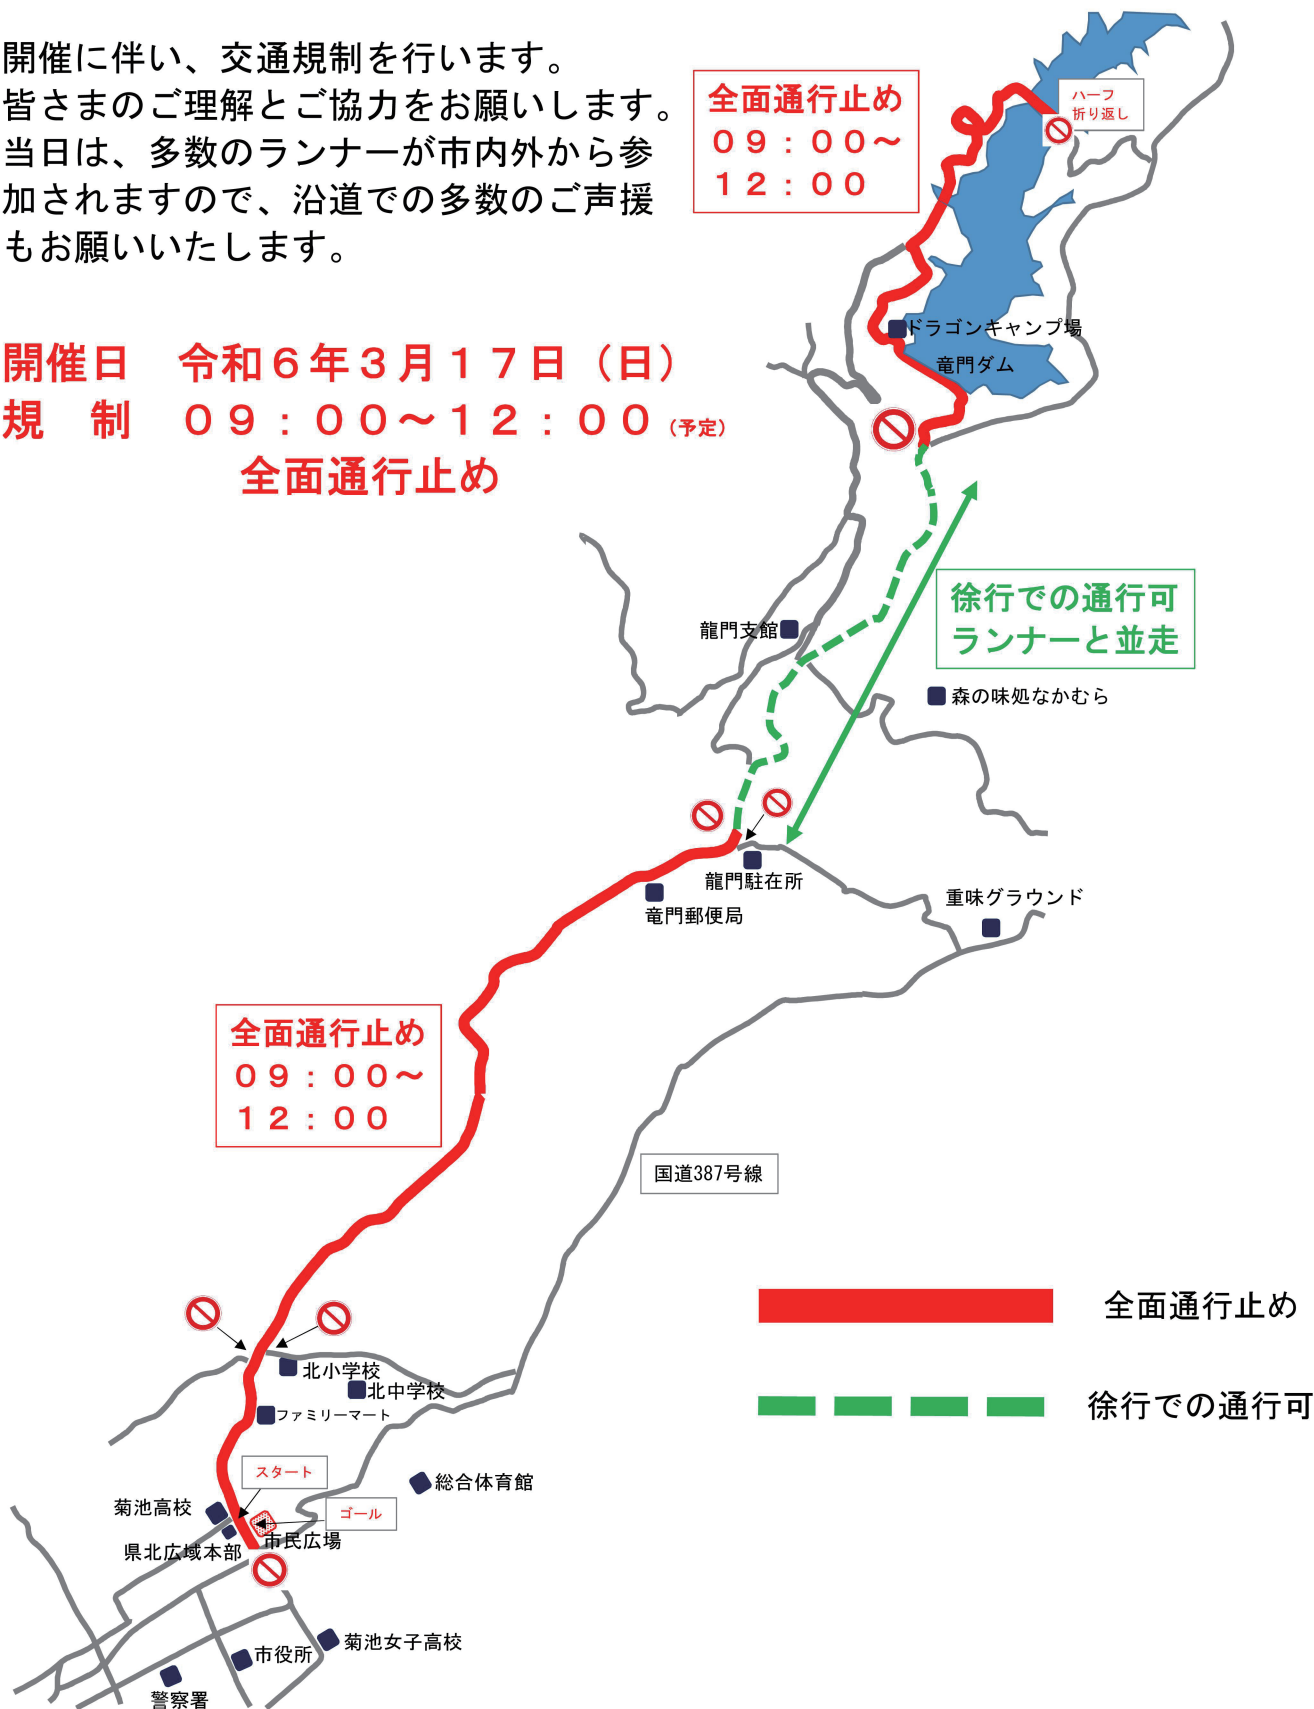 開催に伴い、交通規制を行います。
皆さまのご理解とご協力をお願いします。
当日は、多数のランナーが市内外から参
加されますので、沿道での多数のご声援
もお願いいたします。
開催日　令和６年３月１７日（日）
規　制　０９：００～１２：００（予定）
全面通行止め
全面通行止め
０９：００～
１２：００
ハーフ
折り返し
ドラゴンキャンプ場
竜門ダム
徐行での通行可
ランナーと並走
龍門支館
森の味処なかむら
龍門駐在所
竜門郵便局
重味グラウンド
全面通行止め
０９：００～
１２：００
国道387号線
全面通行止め
徐行での通行可
北小学校
北中学校
ファミリーマート
スタート
総合体育館
菊池高校
ゴール
市民広場
県北広域本部
菊池女子高校
市役所
警察署